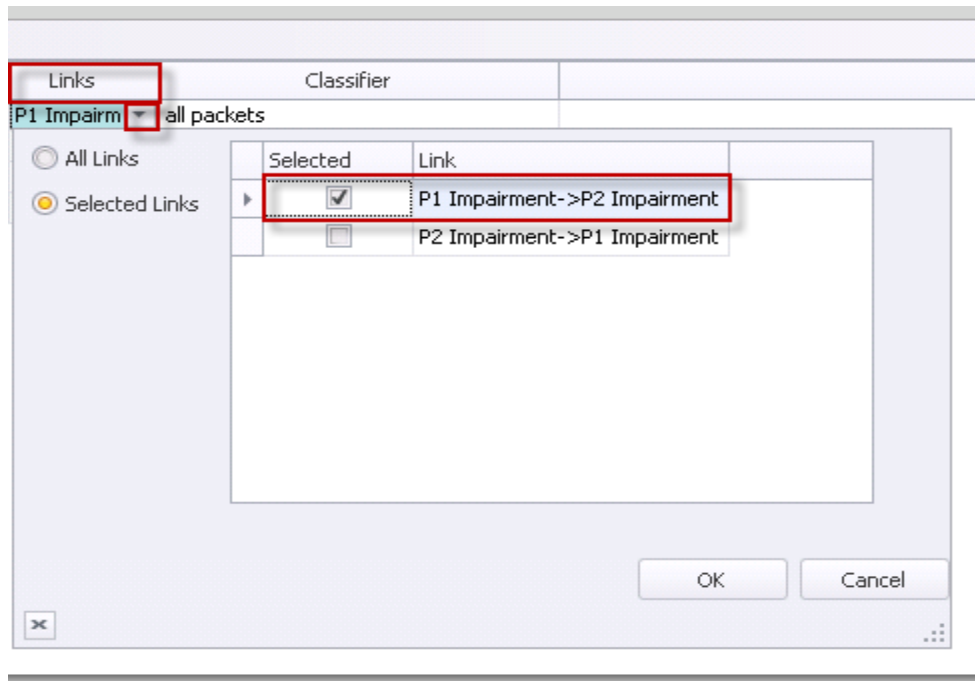 Links Classifier
P1 Impairm all packets
All Links
Selected Links
Selected Link
P1 Impairment->P2 Impairment
P2 Impairment->P1 Impairment
OK Cancel